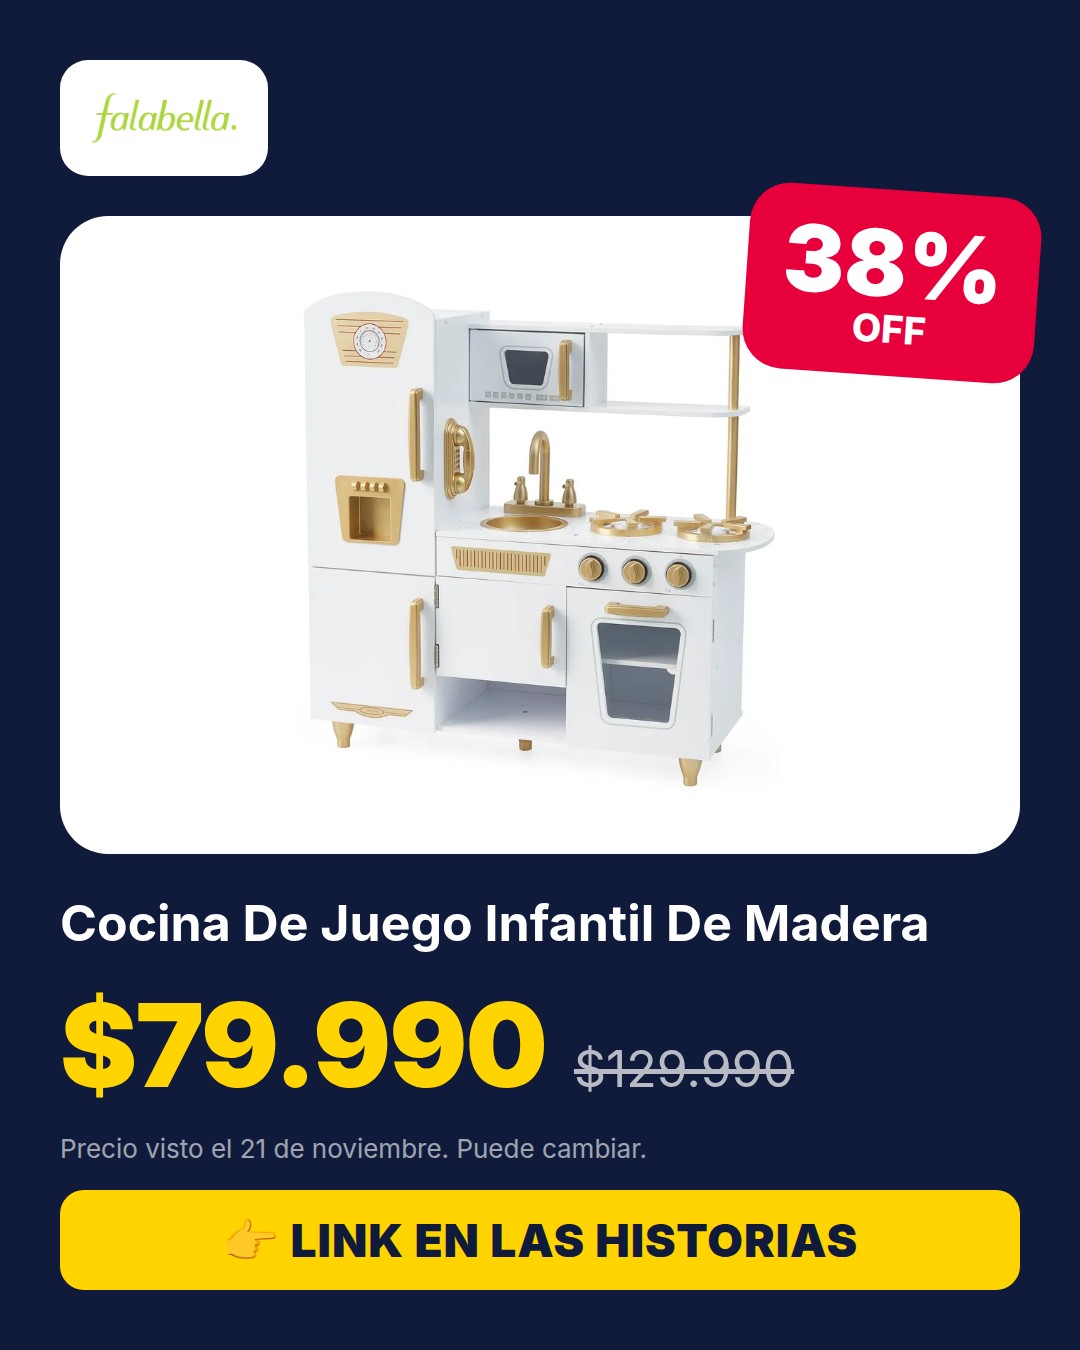 falabella.
38%
OFF
Cocina De Juego Infantil De Madera
$79.990 $129.990
Precio visto el 21 de noviembre. Puede cambiar.
👉 LINK EN LAS HISTORIAS